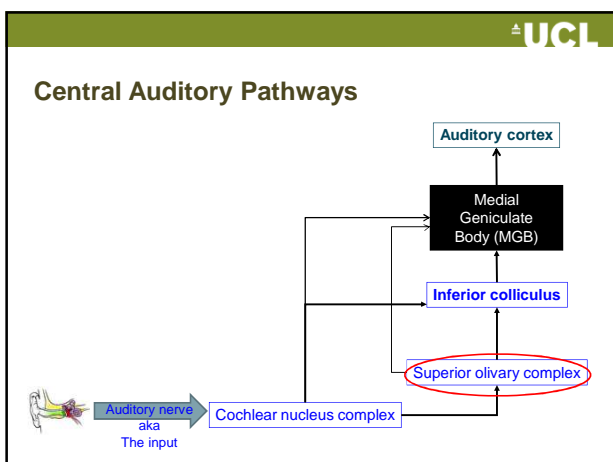 UCL
Central Auditory Pathways
Auditory cortex
Medial
Geniculate
Body (MGB)
Inferior colliculus
Superior olivary complex
Auditory nerve
aka
The input
Cochlear nucleus complex